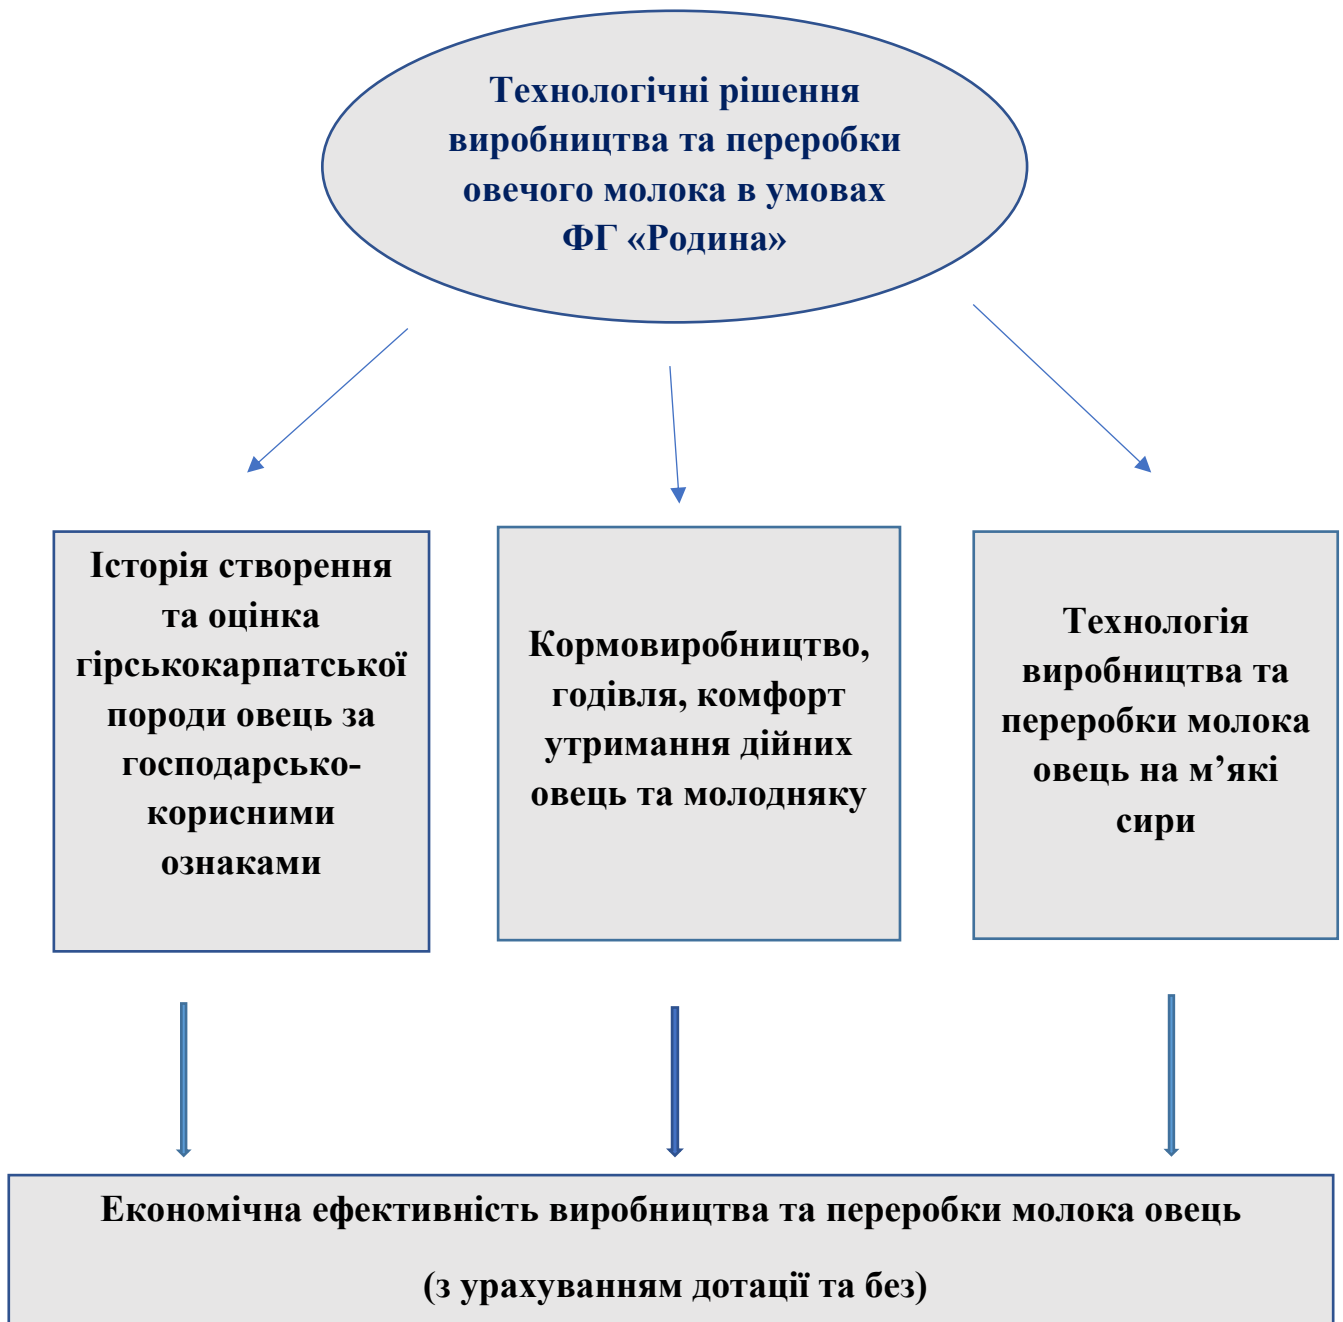 Технологічні рішення
виробництва та переробки
овечого молока в умовах
ФГ «Родина»
Історія створення
та оцінка
гірськокарпатської
породи овець за
господарсько-
корисними
ознаками
Кормовиробництво,
годівля, комфорт
утримання дійних
овець та молодняку
Технологія
виробництва та
переробки молока
овець на м’які
сири
Економічна ефективність виробництва та переробки молока овець
(з урахуванням дотації та без)